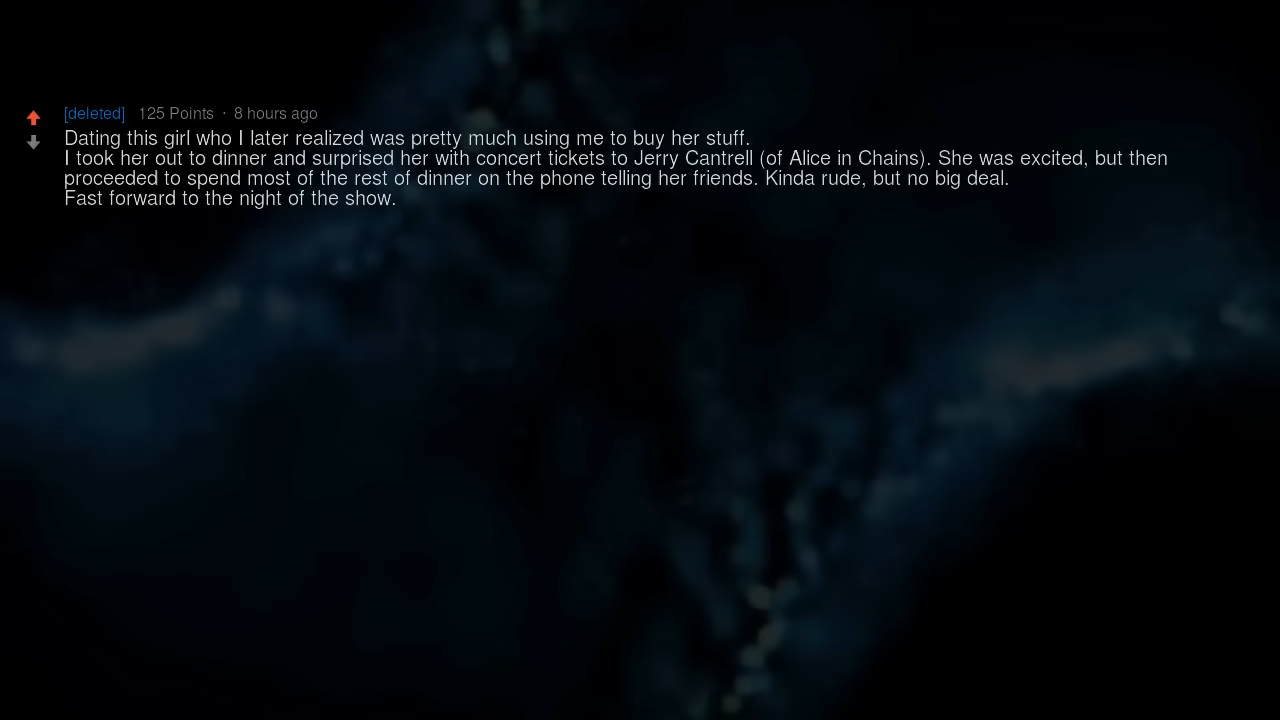 [deleted] 125 Points · 8 hours ago
Dating this girl who I later realized was pretty much using me to buy her stuff.
I took her out to dinner and surprised her with concert tickets to Jerry Cantrell (of Alice in Chains). She was excited, but then
proceeded to spend most of the rest of dinner on the phone telling her friends. Kinda rude, but no big deal.
Fast forward to the night of the show.